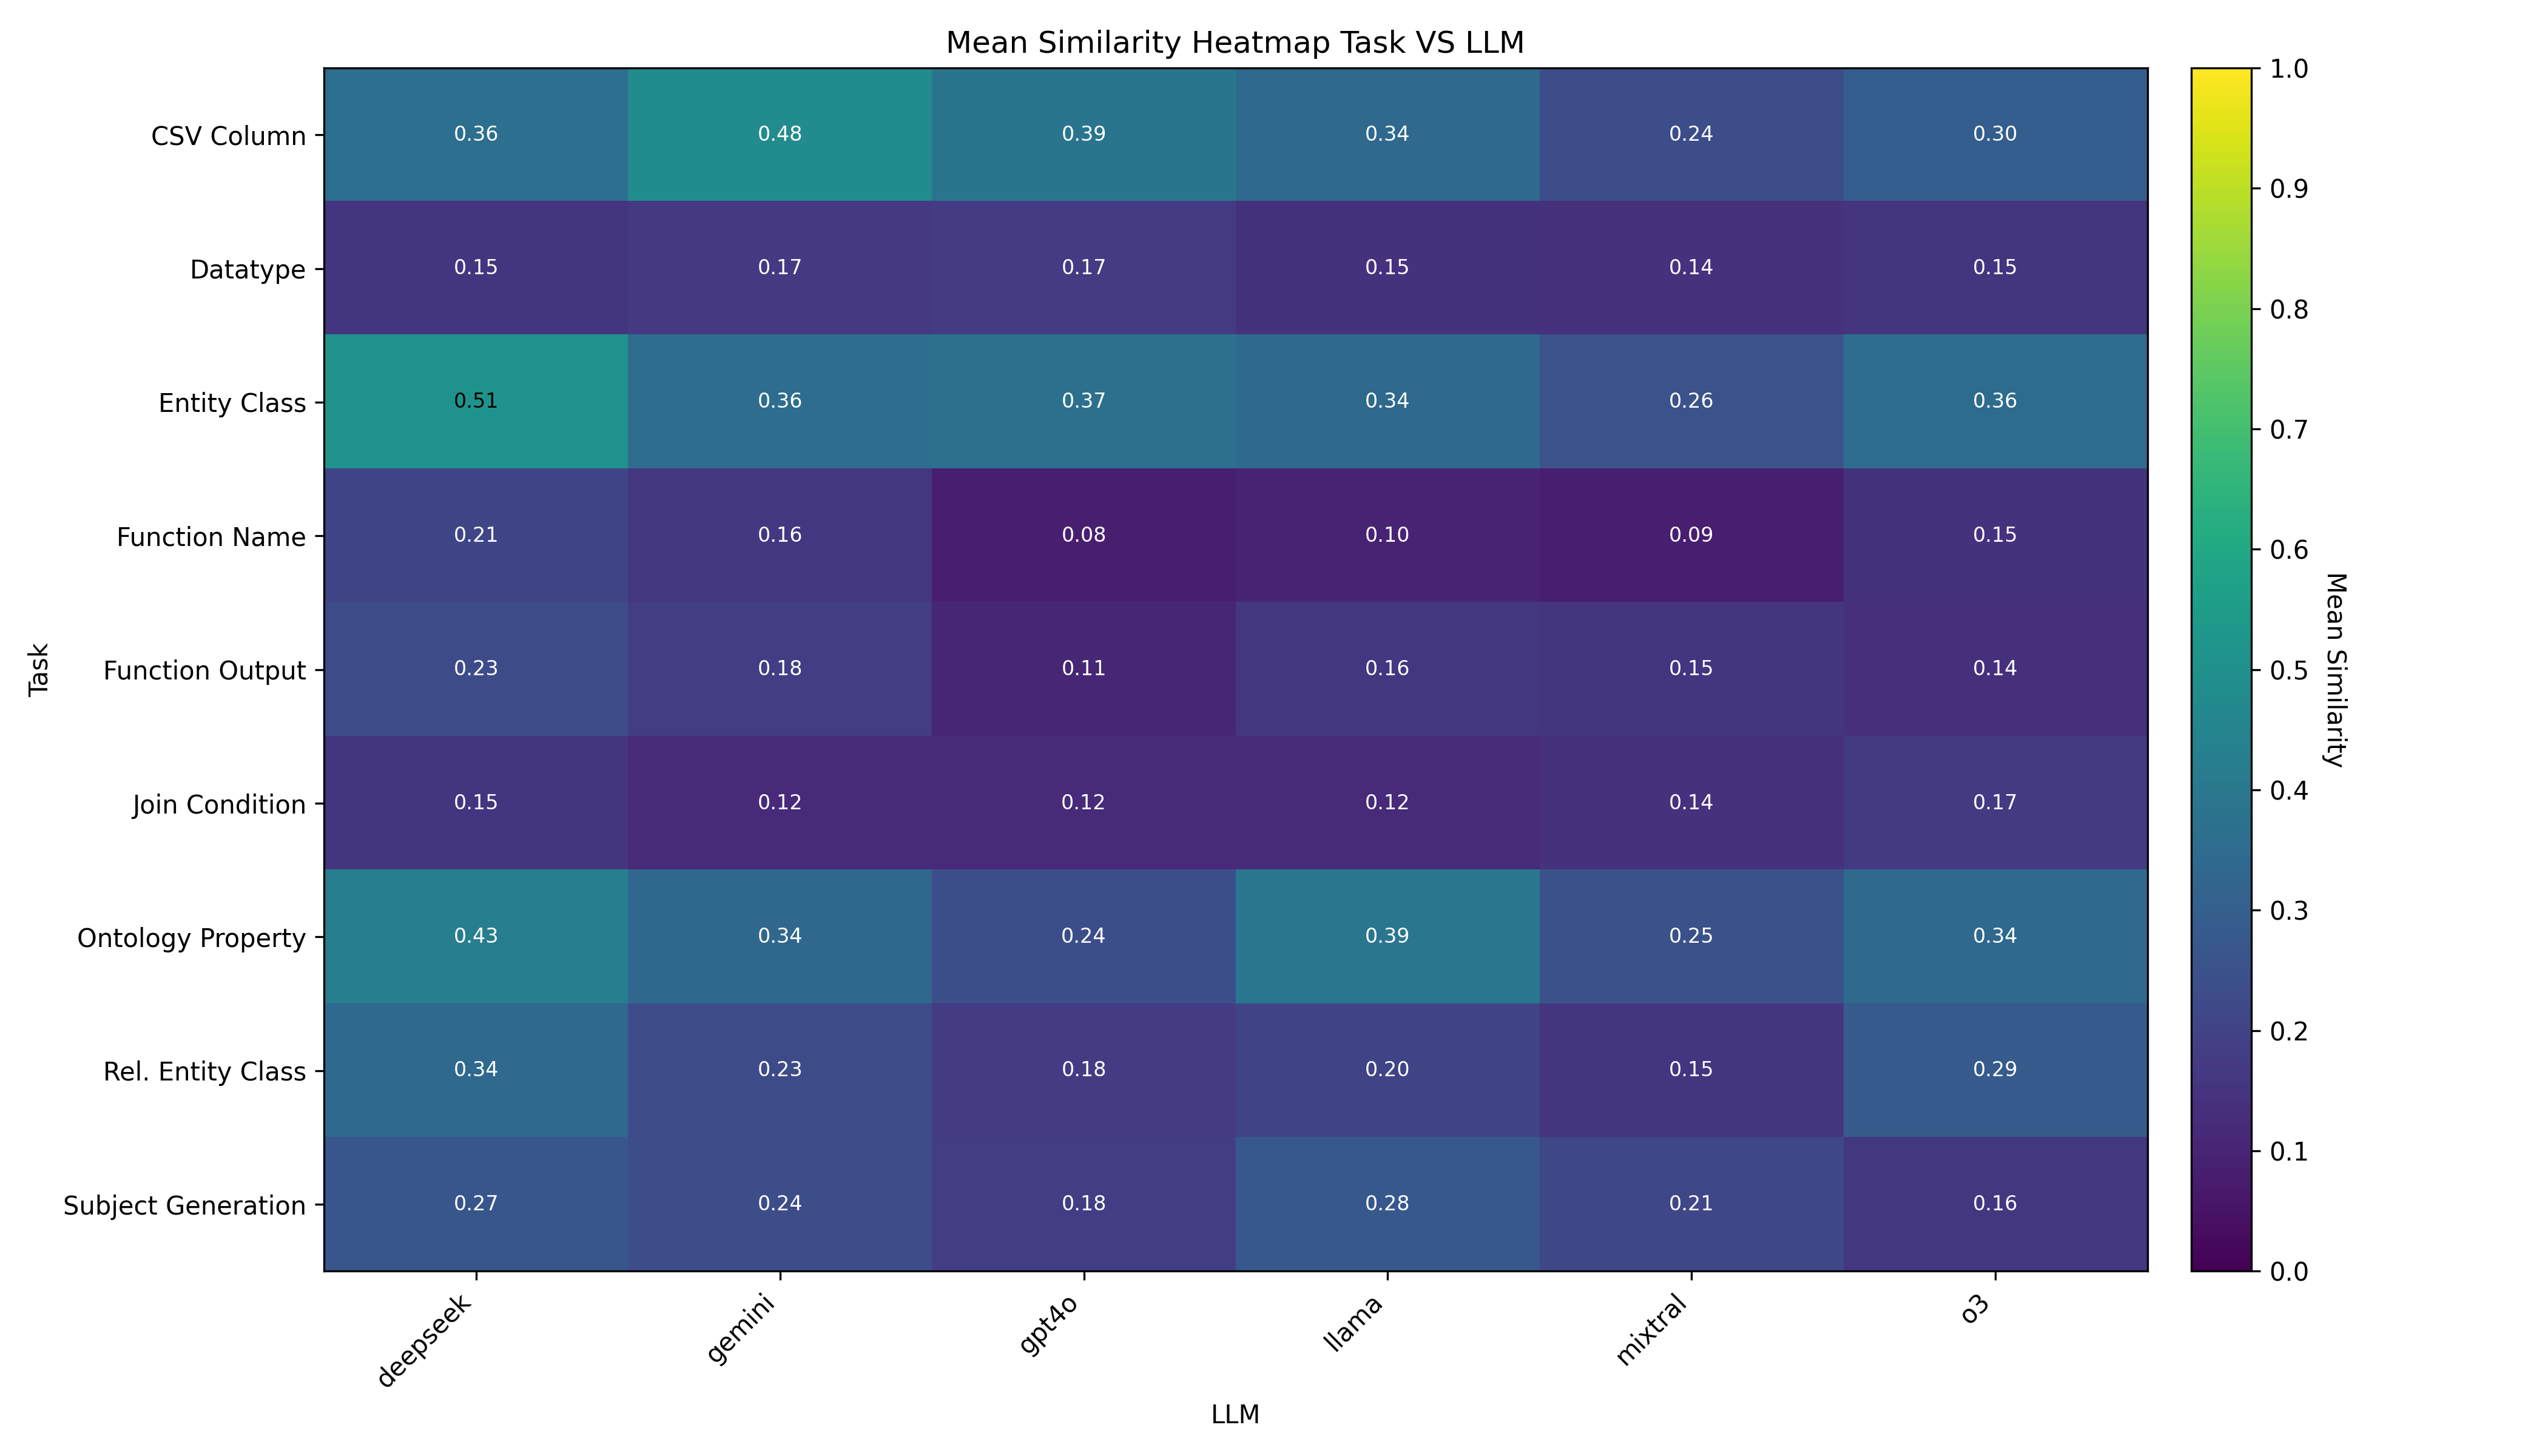 Mean Similarity Heatmap Task VS LLM
CSV Column 0.36 0.48 0.39 0.34 0.24 0.30
Datatype 0.15 0.17 0.17 0.15 0.14 0.15
Entity Class 0.51 0.36 0.37 0.34 0.26 0.36
Function Name 0.21 0.16 0.08 0.10 0.09 0.15
Function Output 0.23 0.18 0.11 0.16 0.15 0.14
Join Condition 0.15 0.12 0.12 0.12 0.14 0.17
Ontology Property 0.43 0.34 0.24 0.39 0.25 0.34
Rel. Entity Class 0.34 0.23 0.18 0.20 0.15 0.29
Subject Generation 0.27 0.24 0.18 0.28 0.21 0.16
Task
deepseek gemini gpt4o llama mixtral o3
LLM
1.0
0.9
0.8
0.7
0.6
0.5
0.4
0.3
0.2
0.1
0.0
Mean Similarity